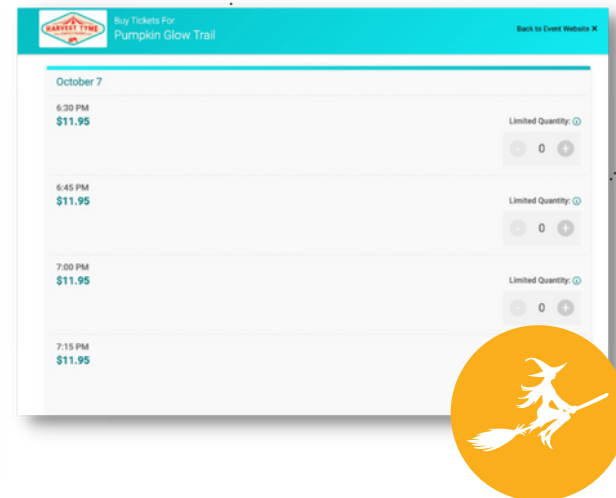 HARVEST TYME
Buy Tickets For
Pumpkin Glow Trail
Back to Event Website ×
October 7
6:30 PM
$11.95
Limited Quantity:
- 0 +
6:45 PM
$11.95
Limited Quantity:
- 0 +
7:00 PM
$11.95
Limited Quantity:
- 0 +
7:15 PM
$11.95